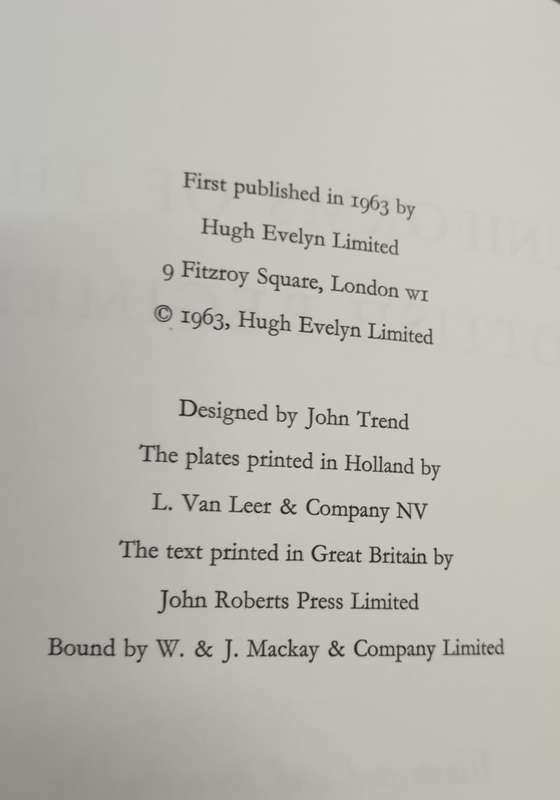 First published in 1963 by
Hugh Evelyn Limited
9 Fitzroy Square, London W1
© 1963, Hugh Evelyn Limited
Designed by John Trend
The plates printed in Holland by
L. Van Leer & Company NV
The text printed in Great Britain by
John Roberts Press Limited
Bound by W. & J. Mackay & Company Limited